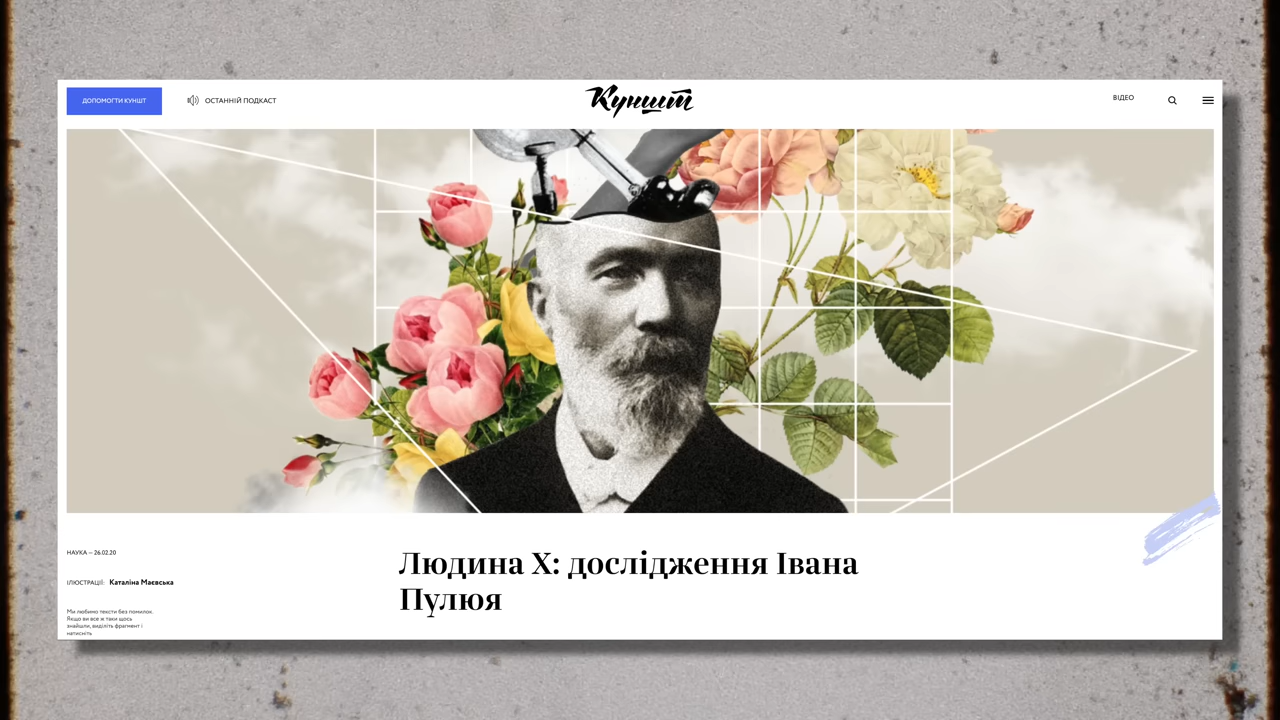 ДОПОМОГТИ КУНШТ
ОСТАННІЙ ПОДКАСТ
Куншт
ВІДЕО
НАУКА — 26.02.20
ІЛЮСТРАЦІЇ: Каталіна Маєвська
Ми любимо тексти без помилок.
Якщо ви все ж таки щось
знайшли, виділіть фрагмент і
натисніть
Людина Х: дослідження Івана
Пулюя